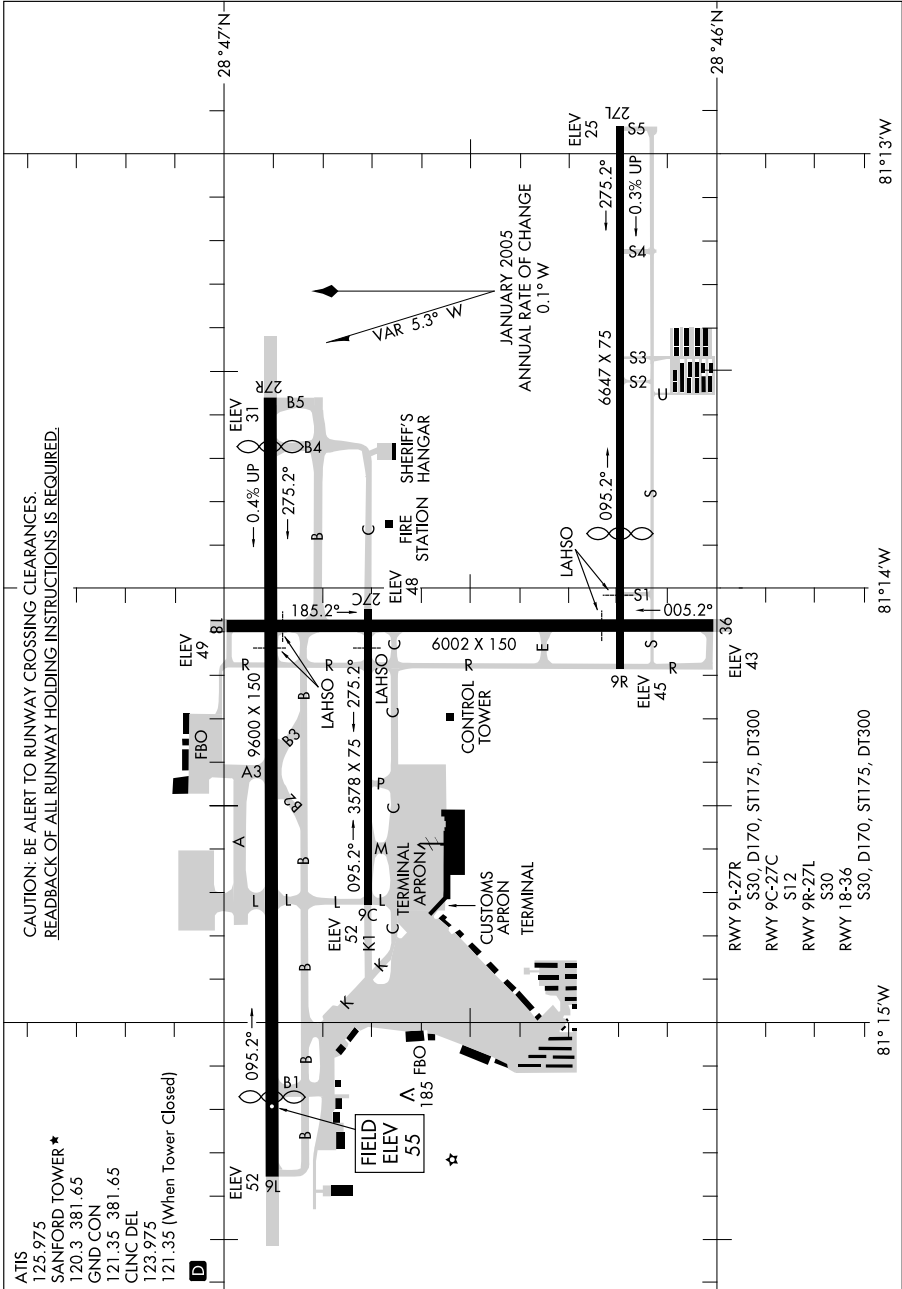 CAUTION: BE ALERT TO RUNWAY CROSSING CLEARANCES.
READBACK OF ALL RUNWAY HOLDING INSTRUCTIONS IS REQUIRED.
ATIS
125.975
SANFORD TOWER★
120.3 381.65
GND CON
121.35 381.65
CLNC DEL
123.975
121.35 (When Tower Closed)
D
28°47'N
28°46'N
81°13'W
81°14'W
81°15'W
ELEV
52
9L
095.2°
9600 X 150
0.4% UP
275.2°
ELEV
31
27R
B5
B4
B1
B
B
B
B
B
B
B2
B3
A
A3
FBO
FIELD
ELEV
55
FBO
185
L
L
L
L
R
R
R
R
ELEV
49
18
185.2°
LAHSO
LAHSO
6002 X 150
005.2°
36
ELEV
43
ELEV
52
9C
095.2°
3578 X 75
275.2°
27C
ELEV
48
K1
K
K
C
C
C
C
C
M
P
TERMINAL
APRON
CUSTOMS
APRON
TERMINAL
CONTROL
TOWER
FIRE
STATION
SHERIFF'S
HANGAR
VAR 5.3° W
JANUARY 2005
ANNUAL RATE OF CHANGE
0.1° W
LAHSO
9R
ELEV
45
095.2°
6647 X 75
275.2°
0.3% UP
ELEV
25
27L
S5
S4
S3
S2
S1
S
S
U
E
RWY 9L-27R
S30, D170, ST175, DT300
RWY 9C-27C
S12
RWY 9R-27L
S30
RWY 18-36
S30, D170, ST175, DT300